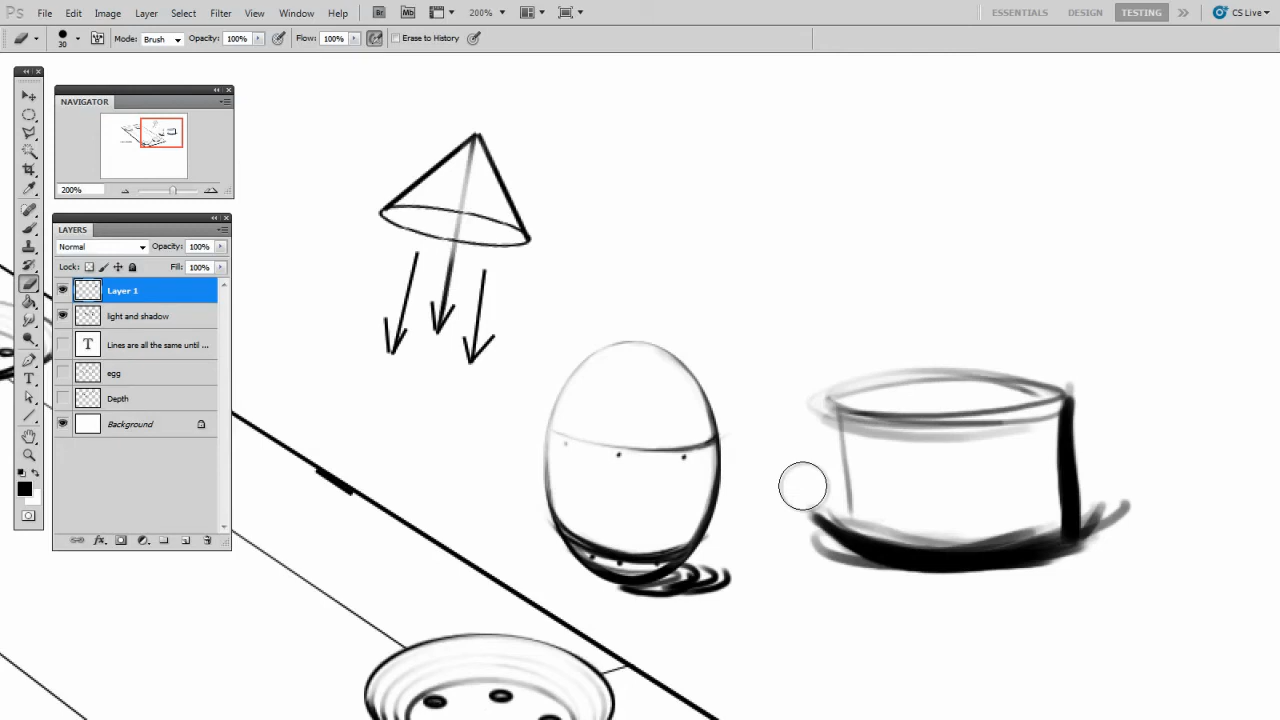 Ps File Edit Image Layer Select Filter View Window Help Br Mb 200% ESSENTIALS DESIGN TESTING CS Live
30 Mode: Brush Opacity: 100% Flow: 100% Erase to History
NAVIGATOR
200%
LAYERS
Normal Opacity: 100%
Lock: Fill: 100%
Layer 1
light and shadow
T Lines are all the same until ...
egg
Depth
Background
fx